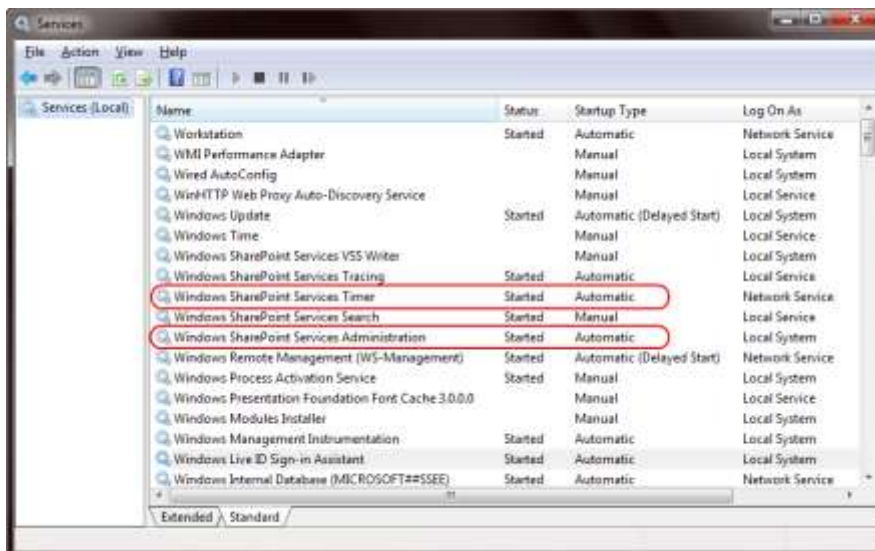 Services
File Action View Help
Services (Local)
Name Status Startup Type Log On As
Workstation Started Automatic Network Service
WMI Performance Adapter Manual Local System
Wired AutoConfig Manual Local System
WinHTTP Web Proxy Auto-Discovery Service Manual Local Service
Windows Update Started Automatic (Delayed Start) Local System
Windows Time Manual Local Service
Windows SharePoint Services VSS Writer Manual Local System
Windows SharePoint Services Tracing Started Automatic Local Service
Windows SharePoint Services Timer Started Automatic Network Service
Windows SharePoint Services Search Started Manual Local Service
Windows SharePoint Services Administration Started Automatic Local System
Windows Remote Management (WS-Management) Started Automatic (Delayed Start) Network Service
Windows Process Activation Service Started Manual Local System
Windows Presentation Foundation Font Cache 3.0.0.0 Manual Local Service
Windows Modules Installer Manual Local System
Windows Management Instrumentation Started Automatic Local System
Windows Live ID Sign-in Assistant Started Automatic Local System
Windows Internal Database (MICROSOFT##SSEE) Started Automatic Network Service
Extended Standard